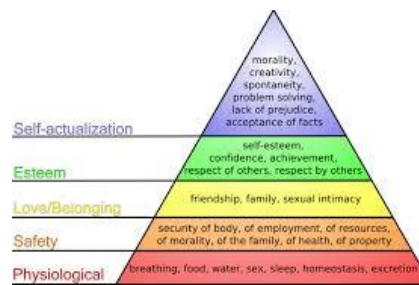 morality,
creativity,
spontaneity,
problem solving,
lack of prejudice,
acceptance of facts
Self-actualization
self-esteem,
confidence, achievement,
respect of others, respect by others
Esteem
friendship, family, sexual intimacy
Love/Belonging
security of body, of employment, of resources,
of morality, of the family, of health, of property
Safety
breathing, food, water, sex, sleep, homeostasis, excretion
Physiological